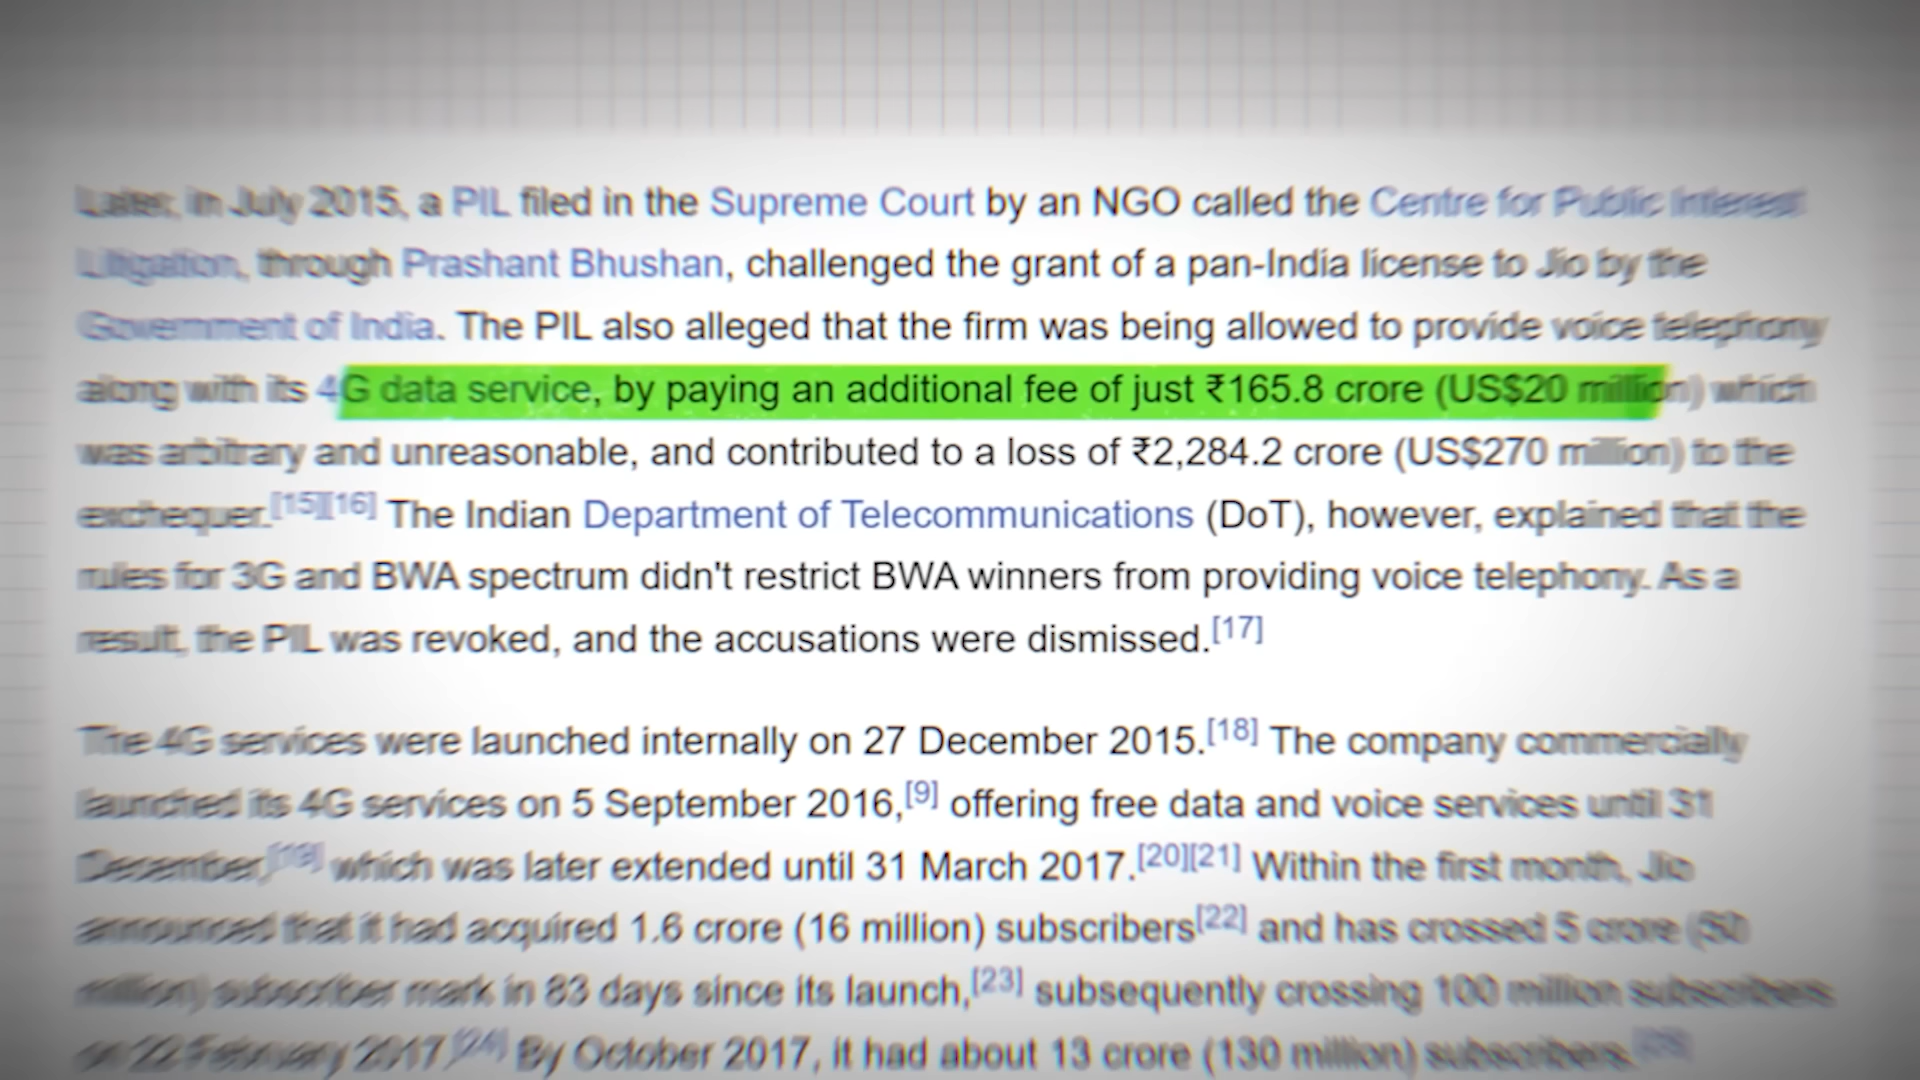 Later, in July 2015, a PIL filed in the Supreme Court by an NGO called the Centre for Public Interest
Litigation, through Prashant Bhushan, challenged the grant of a pan-India license to Jio by the
Government of India. The PIL also alleged that the firm was being allowed to provide voice telephony
along with its 4G data service, by paying an additional fee of just ₹165.8 crore (US$20 million) which
was arbitrary and unreasonable, and contributed to a loss of ₹2,284.2 crore (US$270 million) to the
exchequer.[15][16] The Indian Department of Telecommunications (DoT), however, explained that the
rules for 3G and BWA spectrum didn't restrict BWA winners from providing voice telephony. As a
result, the PIL was revoked, and the accusations were dismissed.[17]
The 4G services were launched internally on 27 December 2015.[18] The company commercially
launched its 4G services on 5 September 2016,[9] offering free data and voice services until 31
December,[19] which was later extended until 31 March 2017.[20][21] Within the first month, Jio
announced that it had acquired 1.6 crore (16 million) subscribers[22] and has crossed 5 crore (50
million) subscriber mark in 83 days since its launch,[23] subsequently crossing 100 million subscribers
on 22 February 2017.[24] By October 2017, it had about 13 crore (130 million) subscribers.[25]